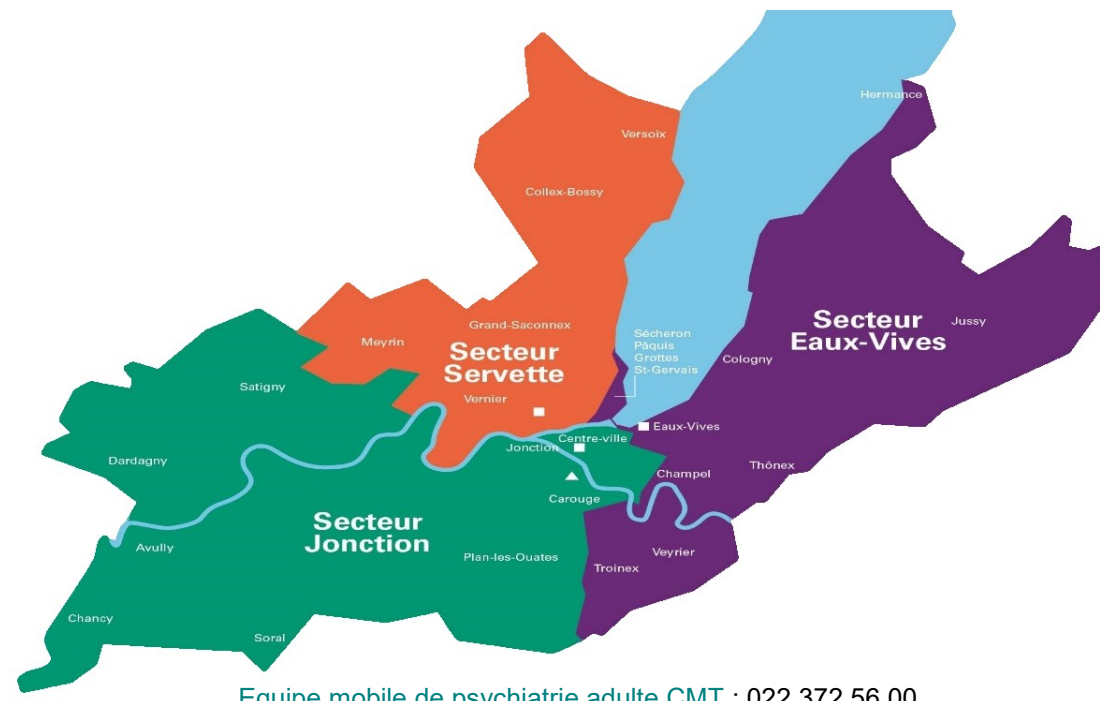 Hermance
Versoix
Collex-Bossy
Grand-Saconnex
Meyrin
Secteur
Servette
Vernier
Satigny
Dardagny
Sécheron
Pâquis
Grottes
St-Gervais
Secteur
Eaux-Vives
Jussy
Cologny
Eaux-Vives
Centre-ville
Jonction
Champel
Thônex
Carouge
Secteur
Jonction
Avully
Plan-les-Ouates
Troinex
Veyrier
Chancy
Soral
Equipe mobile de psychiatrie adulte CMT : 022 372 56 00